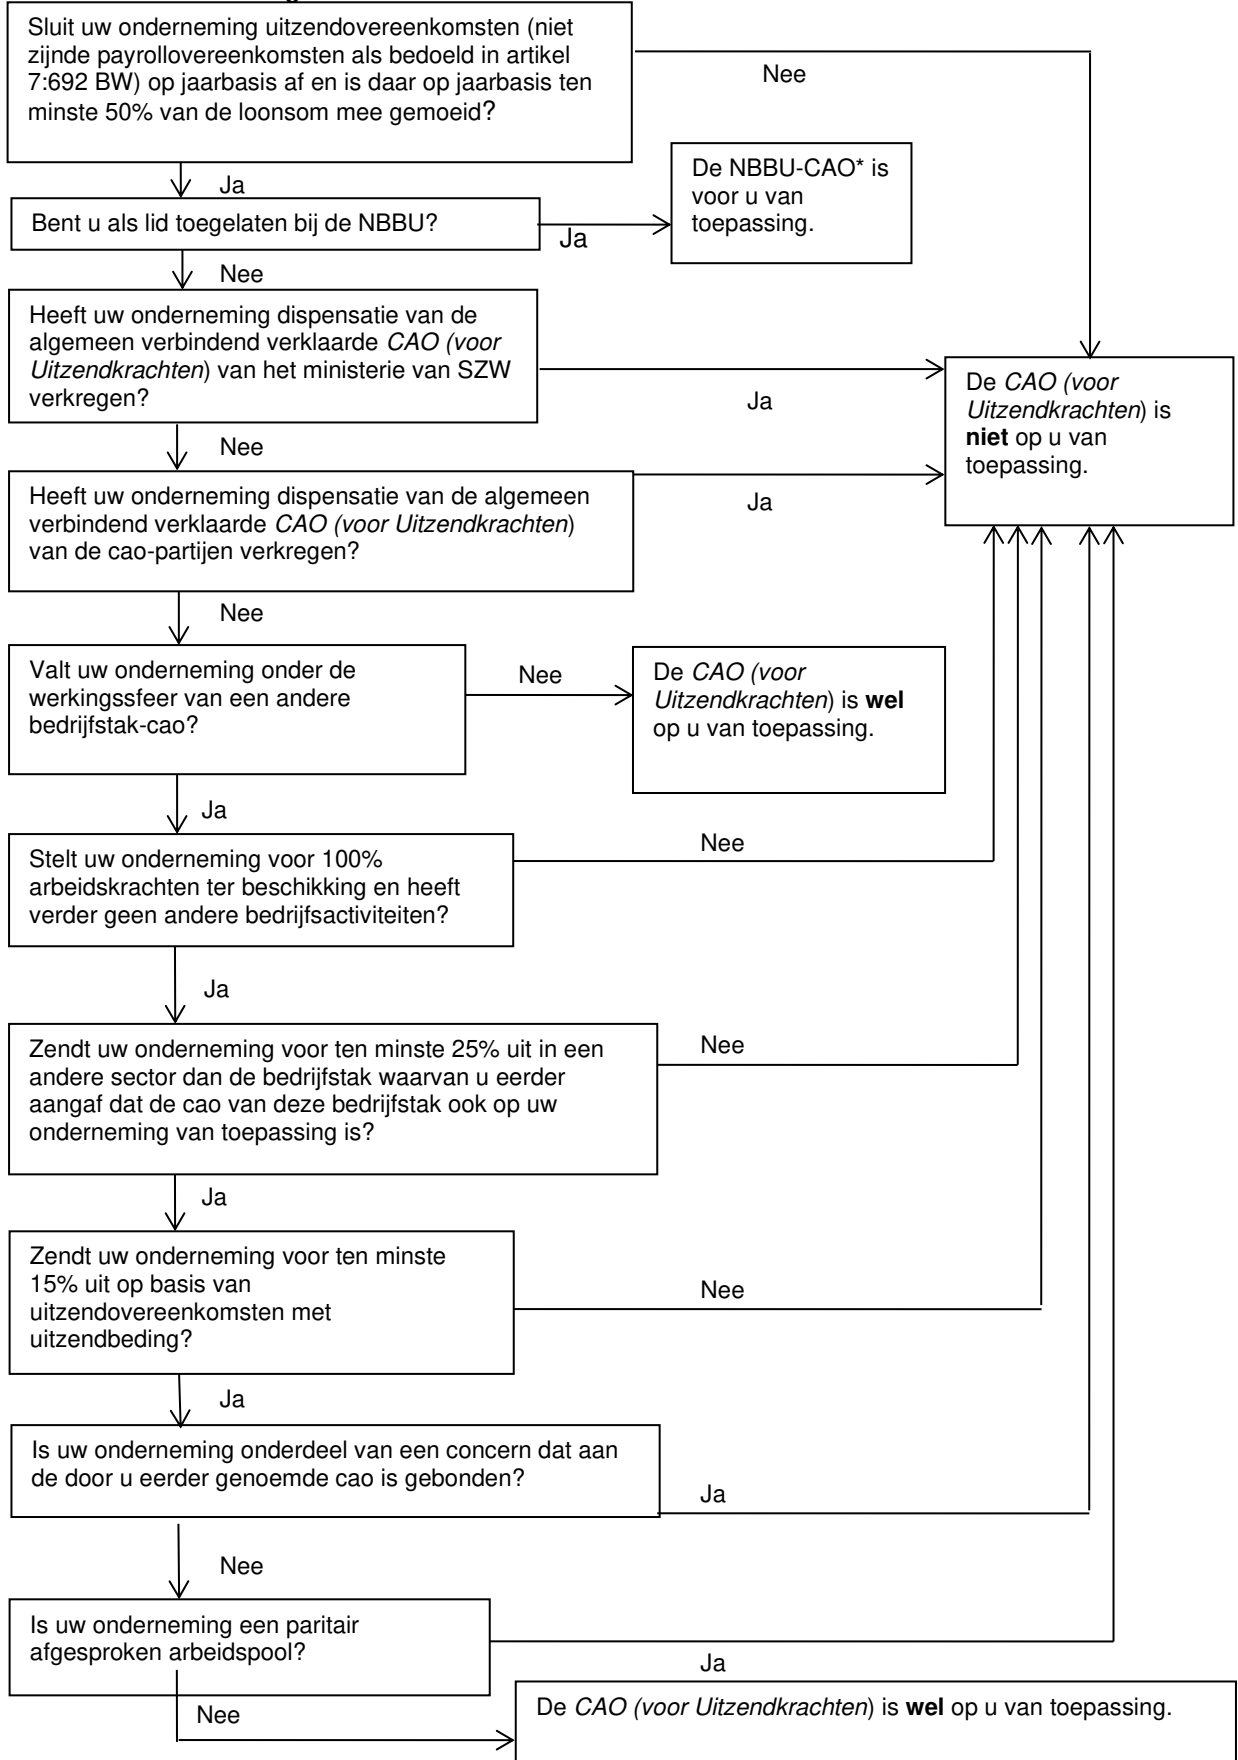 Sluit uw onderneming uitzendovereenkomsten (niet
zijnde payrollovereenkomsten als bedoeld in artikel
7:692 BW) op jaarbasis af en is daar op jaarbasis ten
minste 50% van de loonsom mee gemoeid?
Nee
Ja
De NBBU-CAO* is
voor u van
toepassing.
Bent u als lid toegelaten bij de NBBU?
Ja
Nee
Heeft uw onderneming dispensatie van de
algemeen verbindend verklaarde CAO (voor
Uitzendkrachten) van het ministerie van SZW
verkregen?
Ja
De CAO (voor
Uitzendkrachten) is
niet op u van
toepassing.
Nee
Heeft uw onderneming dispensatie van de algemeen
verbindend verklaarde CAO (voor Uitzendkrachten)
van de cao-partijen verkregen?
Ja
Nee
Valt uw onderneming onder de
werkingssfeer van een andere
bedrijfstak-cao?
Nee
De CAO (voor
Uitzendkrachten) is wel
op u van toepassing.
Ja
Stelt uw onderneming voor 100%
arbeidskrachten ter beschikking en heeft
verder geen andere bedrijfsactiviteiten?
Nee
Ja
Zendt uw onderneming voor ten minste 25% uit in een
andere sector dan de bedrijfstak waarvan u eerder
aangaf dat de cao van deze bedrijfstak ook op uw
onderneming van toepassing is?
Nee
Ja
Zendt uw onderneming voor ten minste
15% uit op basis van
uitzendovereenkomsten met
uitzendbeding?
Nee
Ja
Is uw onderneming onderdeel van een concern dat aan
de door u eerder genoemde cao is gebonden?
Ja
Nee
Is uw onderneming een paritair
afgesproken arbeidspool?
Ja
Nee
De CAO (voor Uitzendkrachten) is wel op u van toepassing.